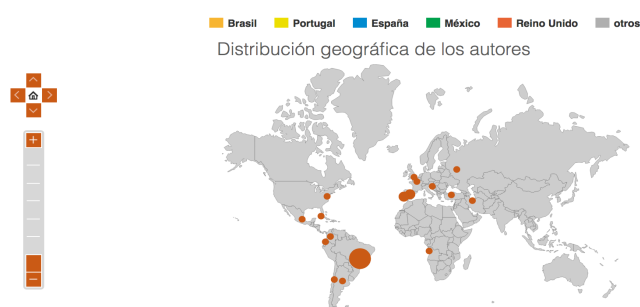 Brasil Portugal España México Reino Unido otros
Distribución geográfica de los autores